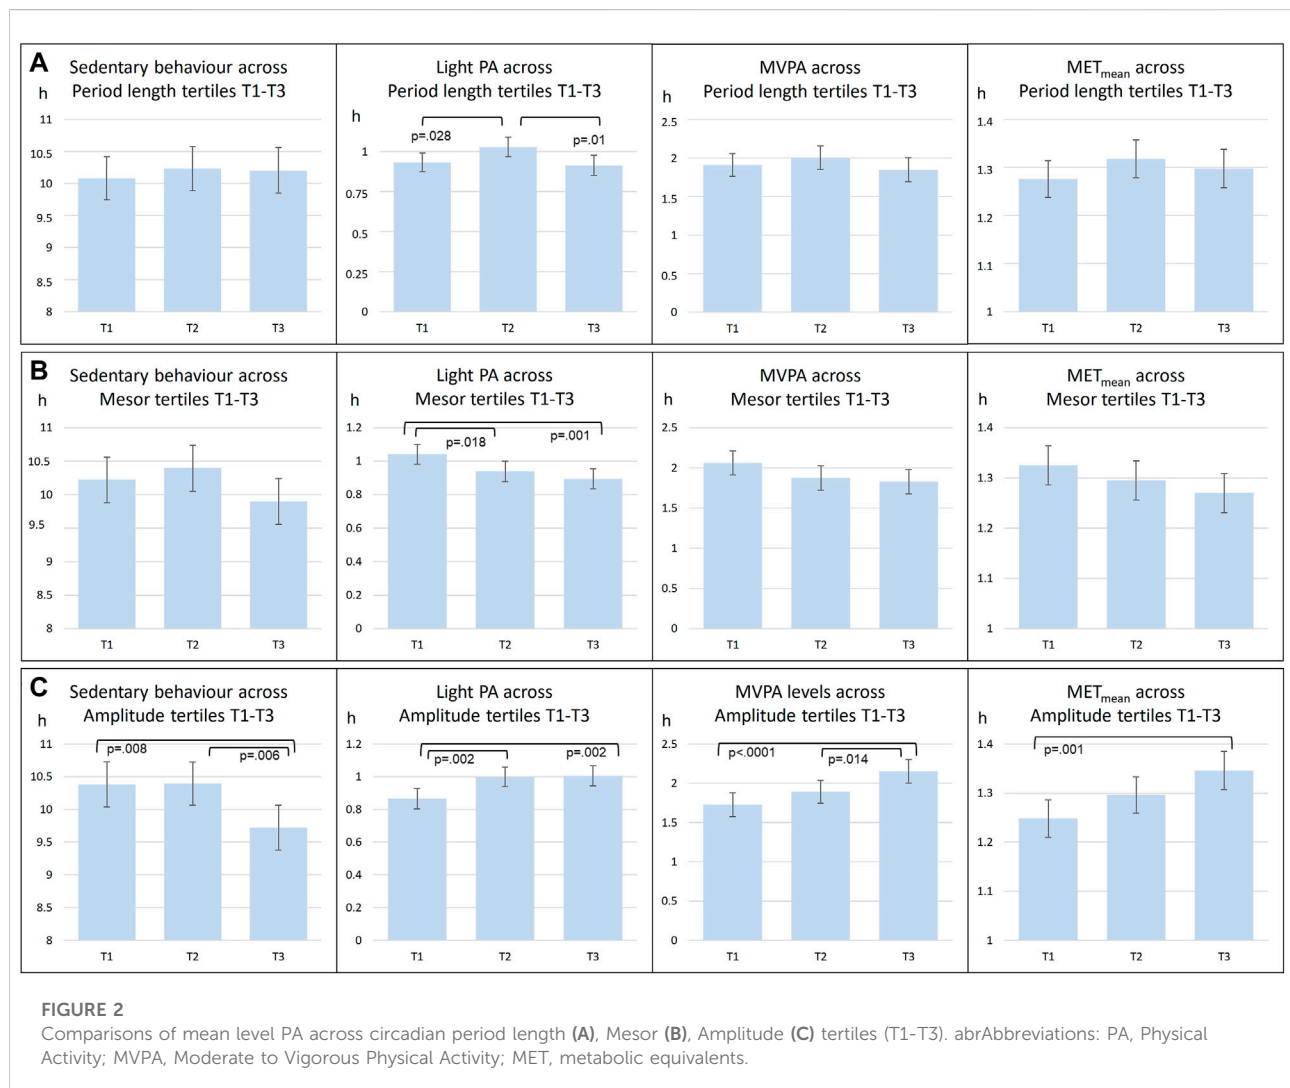 A
Sedentary behaviour across
Period length tertiles T1-T3
h
11
10.5
10
9.5
9
8.5
8
T1
T2
T3
Light PA across
Period length tertiles T1-T3
h
p=.028
p=.01
1
0.75
0.5
0.25
0
T1
T2
T3
MVPA across
Period length tertiles T1-T3
h
2.5
2
1.5
1
0.5
0
T1
T2
T3
METmean across
Period length tertiles T1-T3
h
1.4
1.3
1.2
1.1
1
T1
T2
T3
B
Sedentary behaviour across
Mesor tertiles T1-T3
h
11
10.5
10
9.5
9
8.5
8
T1
T2
T3
Light PA across
Mesor tertiles T1-T3
h
p=.018
p=.001
1.2
1
0.8
0.6
0.4
0.2
0
T1
T2
T3
MVPA across
Mesor tertiles T1-T3
h
2.5
2
1.5
1
0.5
0
T1
T2
T3
METmean across
Mesor tertiles T1-T3
h
1.4
1.3
1.2
1.1
1
T1
T2
T3
C
Sedentary behaviour across
Amplitude tertiles T1-T3
h
p=.008
p=.006
11
10.5
10
9.5
9
8.5
8
T1
T2
T3
Light PA across
Amplitude tertiles T1-T3
h
p=.002
p=.002
1.2
1
0.8
0.6
0.4
0.2
0
T1
T2
T3
MVPA levels across
Amplitude tertiles T1-T3
h
p<.0001
p=.014
2.5
2
1.5
1
0.5
0
T1
T2
T3
METmean across
Amplitude tertiles T1-T3
h
p=.001
1.4
1.3
1.2
1.1
1
T1
T2
T3
FIGURE 2
Comparisons of mean level PA across circadian period length (A), Mesor (B), Amplitude (C) tertiles (T1-T3). abrAbbreviations: PA, Physical
Activity; MVPA, Moderate to Vigorous Physical Activity; MET, metabolic equivalents.